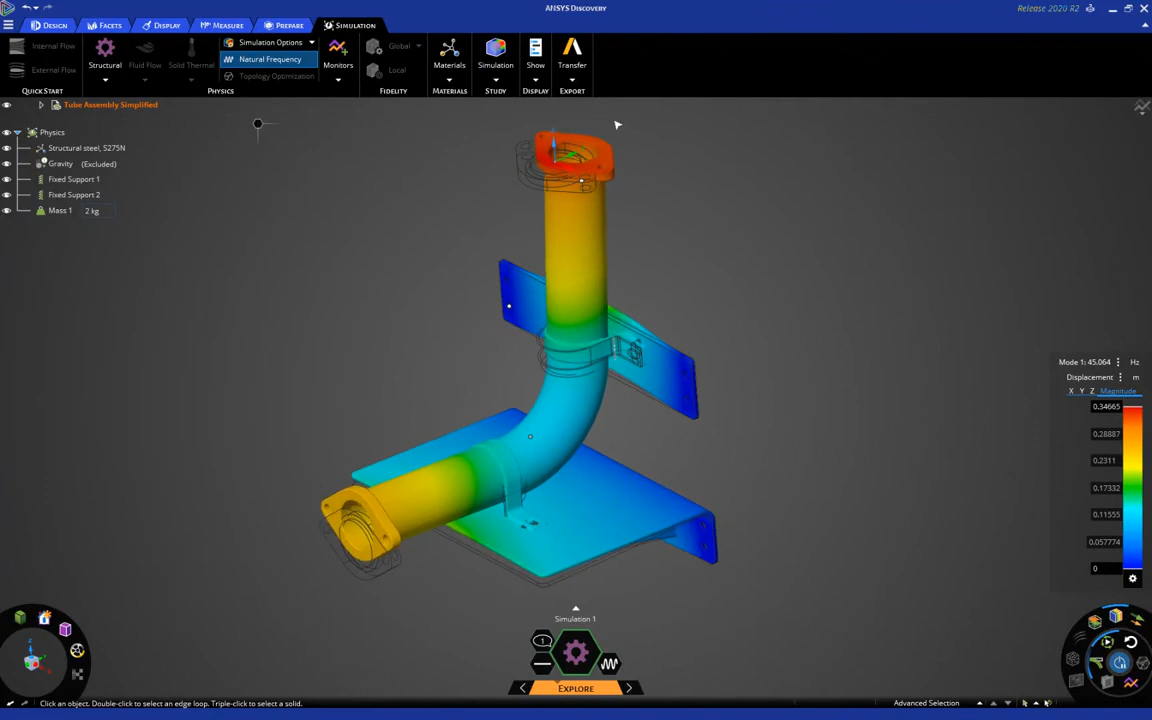 ANSYS Discovery
Release 2020 R2
DESIGN
FACETS
DISPLAY
MEASURE
PREPARE
SIMULATION
Internal Flow
External Flow
QUICK START
Structural
Fluid Flow
Solid Thermal
Simulation Options
Natural Frequency
Topology Optimization
PHYSICS
Monitors
Global
Local
FIDELITY
Materials
MATERIALS
Simulation
STUDY
Show
DISPLAY
Transfer
EXPORT
Tube Assembly Simplified
Physics
Structural steel, S275N
Gravity (Excluded)
Fixed Support 1
Fixed Support 2
Mass 1 2 kg
Mode 1: 45.064 Hz
Displacement m
X Y Z Magnitude
0.34665
0.28887
0.2311
0.17332
0.11555
0.057774
0
Simulation 1
1
EXPLORE
Click an object. Double-click to select an edge loop. Triple-click to select a solid.
Advanced Selection